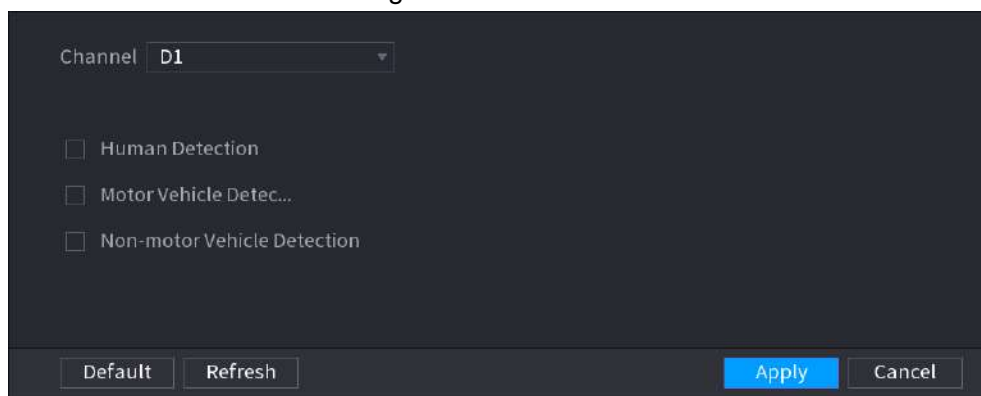 Channel D1
Human Detection
Motor Vehicle Detec...
Non-motor Vehicle Detection
Default Refresh Apply Cancel